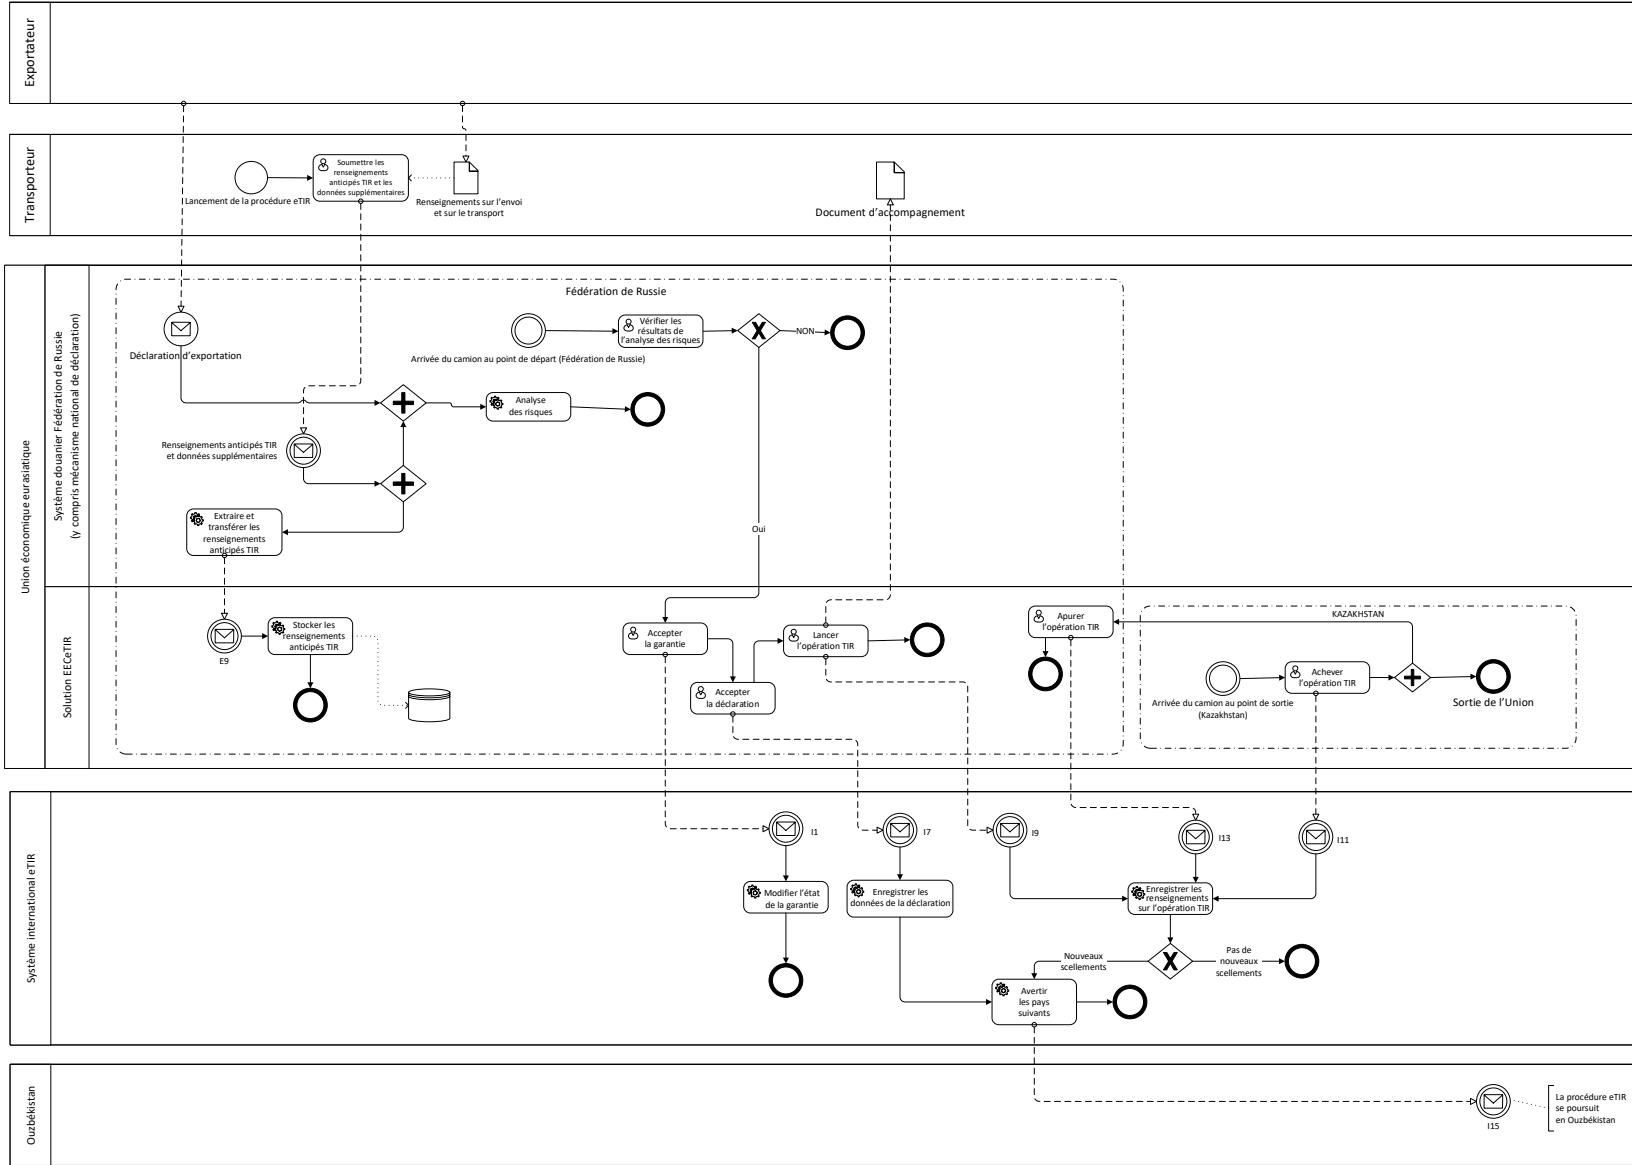 Exportateur
Transporteur
Lancement de la procédure eTIR
Soumettre les
renseignements
anticipés TIR et les
données supplémentaires
Renseignements sur l'envoi
et sur le transport
Document d'accompagnement
Union économique eurasiatique
Système douanier Fédération de Russie
(y compris mécanisme national de déclaration)
Fédération de Russie
Déclaration d'exportation
Arrivée du camion au point de départ (Fédération de Russie)
Vérifier les
résultats de
l'analyse des risques
NON
Oui
Analyse
des risques
Renseignements anticipés TIR
et données supplémentaires
Extraire et
transférer les
renseignements
anticipés TIR
Solution EECeTIR
E9
Stocker les
renseignements
anticipés TIR
Accepter
la garantie
Accepter
la déclaration
Lancer
l'opération TIR
Apurer
l'opération TIR
KAZAKHSTAN
Arrivée du camion au point de sortie
(Kazakhstan)
Achever
l'opération TIR
Sortie de l'Union
Système international eTIR
I1
I7
I9
I13
I11
Modifier l'état
de la garantie
Enregistrer les
données de la déclaration
Enregistrer les
renseignements
sur l'opération TIR
Nouveaux
scellements
Pas de
nouveaux
scellements
Avertir
les pays
suivants
Ouzbékistan
I15
La procédure eTIR
se poursuit
en Ouzbékistan